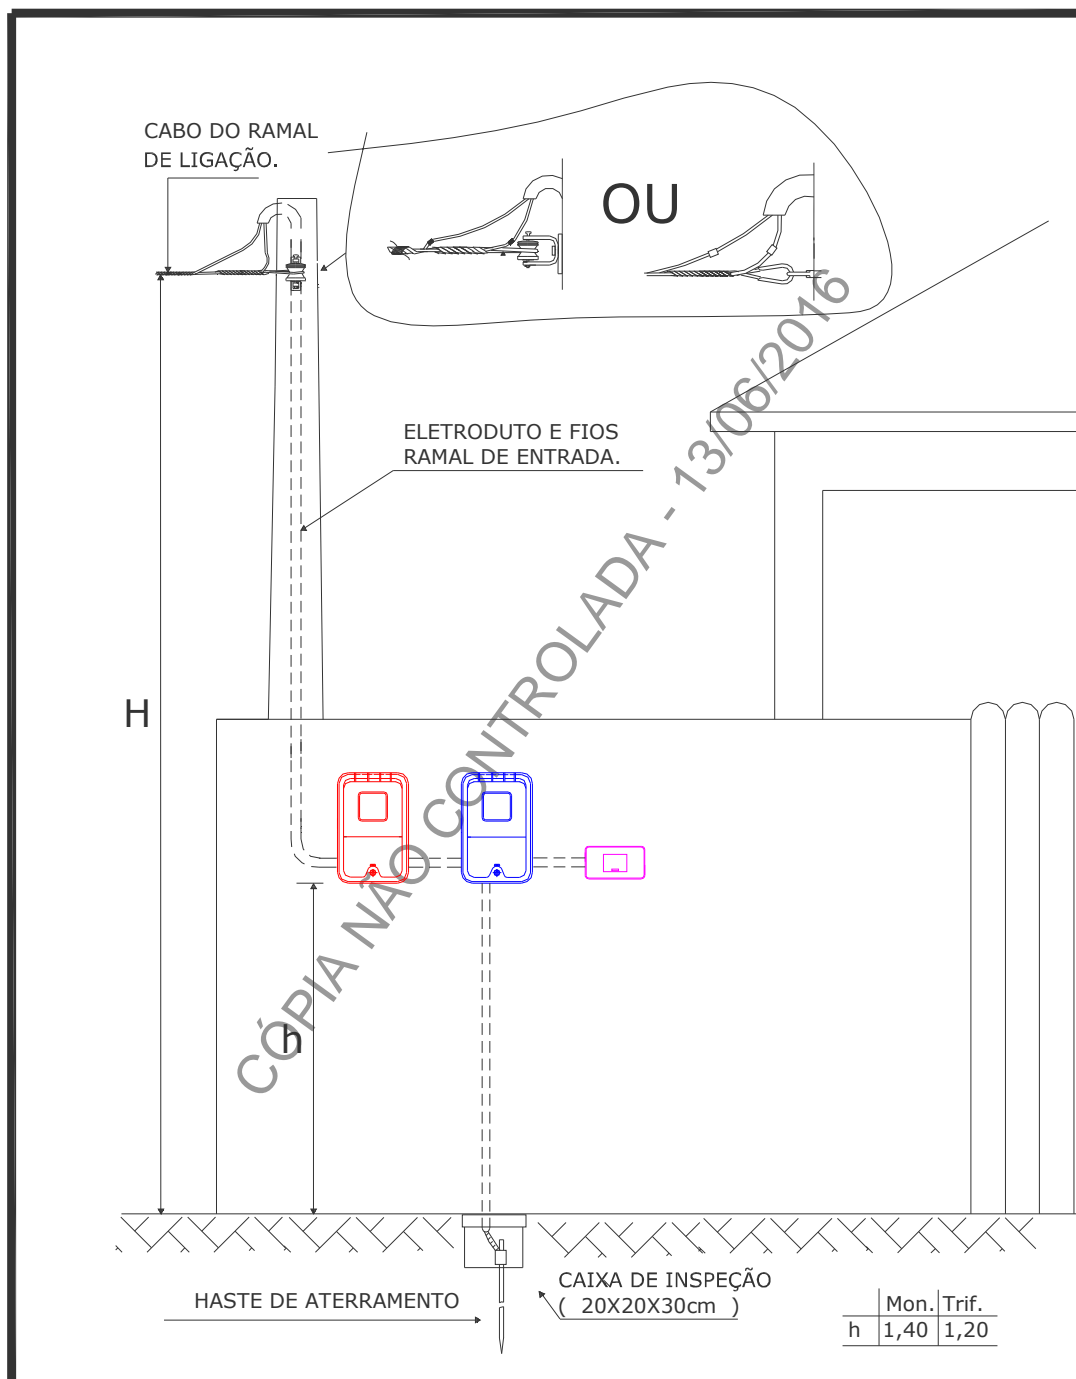 CABO DO RAMAL
DE LIGAÇÃO.
OU
ELETRODUTO E FIOS
RAMAL DE ENTRADA.
H
h
CÓPIA NÃO CONTROLADA - 13/06/2016
HASTE DE ATERRAMENTO
CAIXA DE INSPEÇÃO
( 20X20X30cm )
Mon. Trif.
h 1,40 1,20